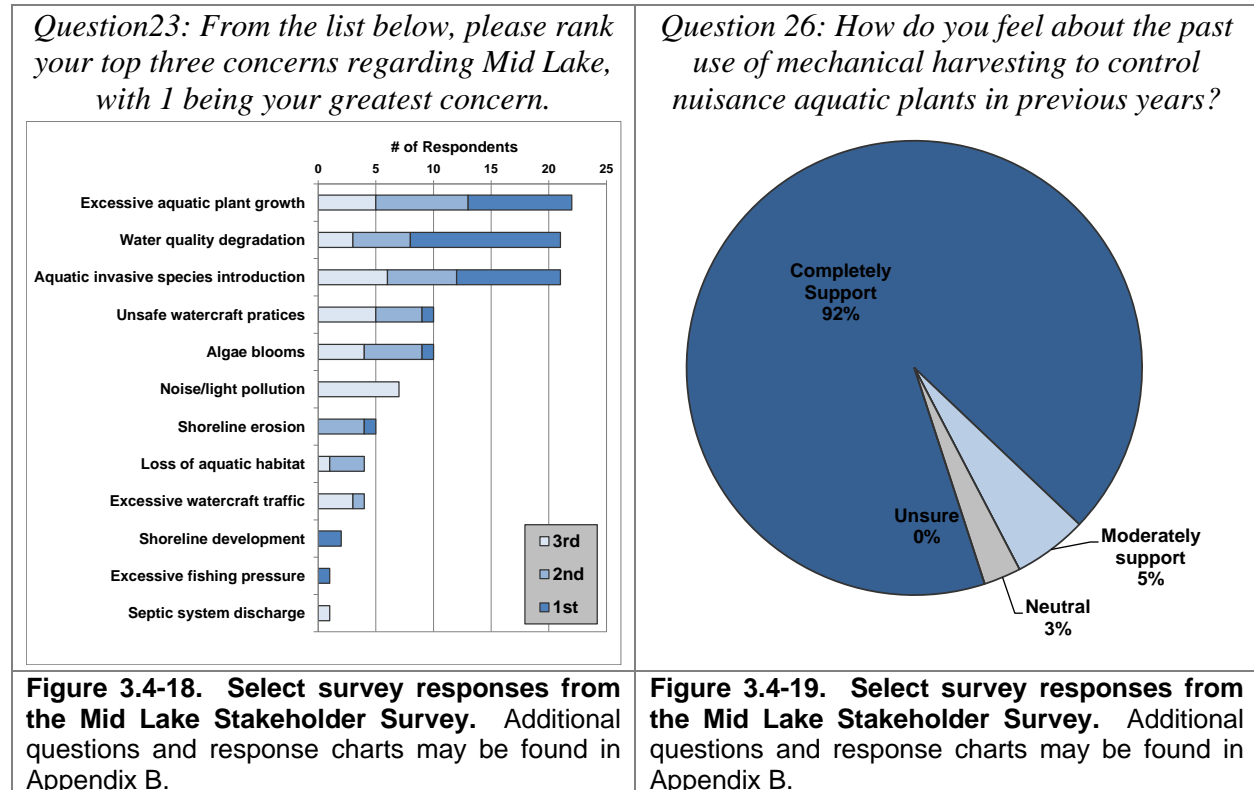 Question23: From the list below, please rank
your top three concerns regarding Mid Lake,
with 1 being your greatest concern.
# of Respondents
0 5 10 15 20 25
Excessive aquatic plant growth
Water quality degradation
Aquatic invasive species introduction
Unsafe watercraft pratices
Algae blooms
Noise/light pollution
Shoreline erosion
Loss of aquatic habitat
Excessive watercraft traffic
Shoreline development
Excessive fishing pressure
Septic system discharge
3rd
2nd
1st
Figure 3.4-18. Select survey responses from
the Mid Lake Stakeholder Survey. Additional
questions and response charts may be found in
Appendix B.
Question 26: How do you feel about the past
use of mechanical harvesting to control
nuisance aquatic plants in previous years?
Completely
Support
92%
Unsure
0%
Moderately
support
5%
Neutral
3%
Figure 3.4-19. Select survey responses from
the Mid Lake Stakeholder Survey. Additional
questions and response charts may be found in
Appendix B.